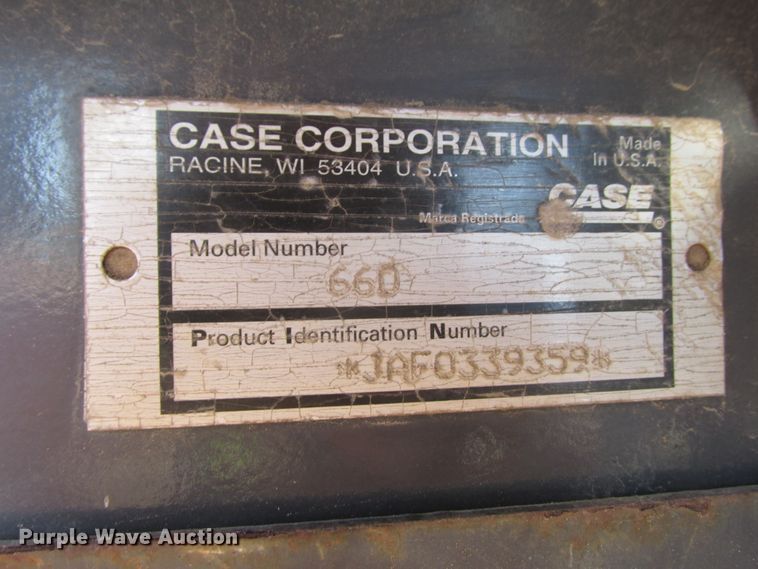 CASE CORPORATION
RACINE, WI 53404 U.S.A.
Made
In U.S.A.
CASE
Marca Registrada
®
Model Number
660
Product Identification Number
*JAF0339359*
Purple Wave Auction